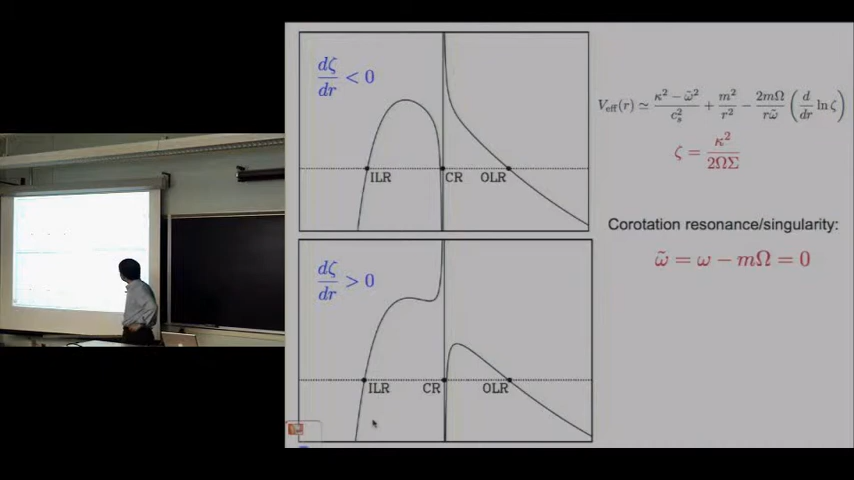 dζ/dr < 0
ILR CR OLR
dζ/dr > 0
ILR CR OLR
V_eff(r) ≃ (κ² − ω̃²)/c_s² + m²/r² − (2mΩ/rω̃) (d/dr ln ζ)
ζ = κ²/(2ΩΣ)
Corotation resonance/singularity:
ω̃ = ω − mΩ = 0